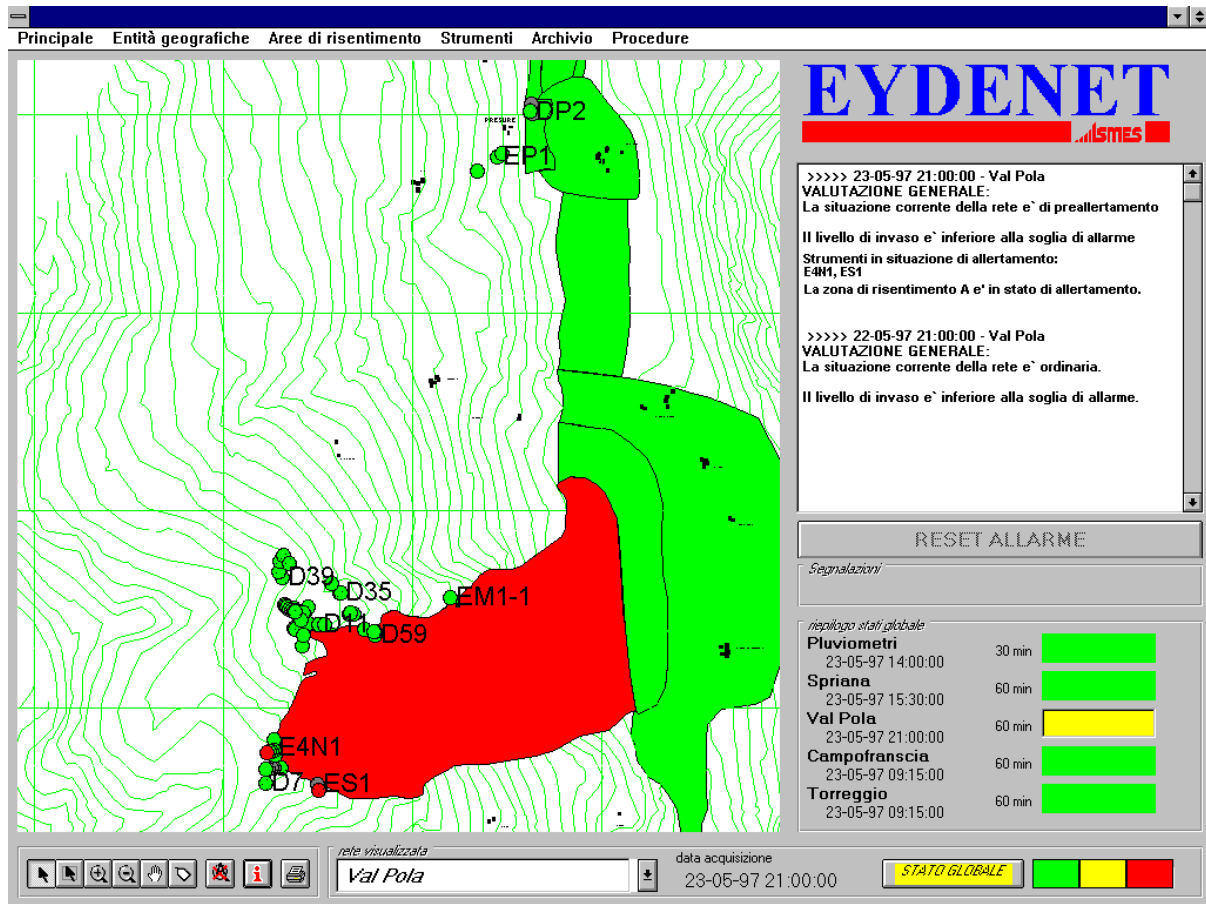 Principale Entità geografiche Aree di risentimento Strumenti Archivio Procedure
PRESURE
DP2
EP1
D39
D35
EM1-1
D11
D59
E4N1
D7
ES1
EYDENET
ISMES
>>>>> 23-05-97 21:00:00 - Val Pola
VALUTAZIONE GENERALE:
La situazione corrente della rete e` di preallertamento
Il livello di invaso e` inferiore alla soglia di allarme
Strumenti in situazione di allertamento:
E4N1, ES1
La zona di risentimento A e' in stato di allertamento.
>>>>> 22-05-97 21:00:00 - Val Pola
VALUTAZIONE GENERALE:
La situazione corrente della rete e` ordinaria.
Il livello di invaso e` inferiore alla soglia di allarme.
RESET ALLARME
Segnalazioni
riepilogo stati globale
Pluviometri
23-05-97 14:00:00 30 min
Spriana
23-05-97 15:30:00 60 min
Val Pola
23-05-97 21:00:00 60 min
Campofranscia
23-05-97 09:15:00 60 min
Torreggio
23-05-97 09:15:00 60 min
rete visualizzata
Val Pola
data acquisizione
23-05-97 21:00:00
STATO GLOBALE